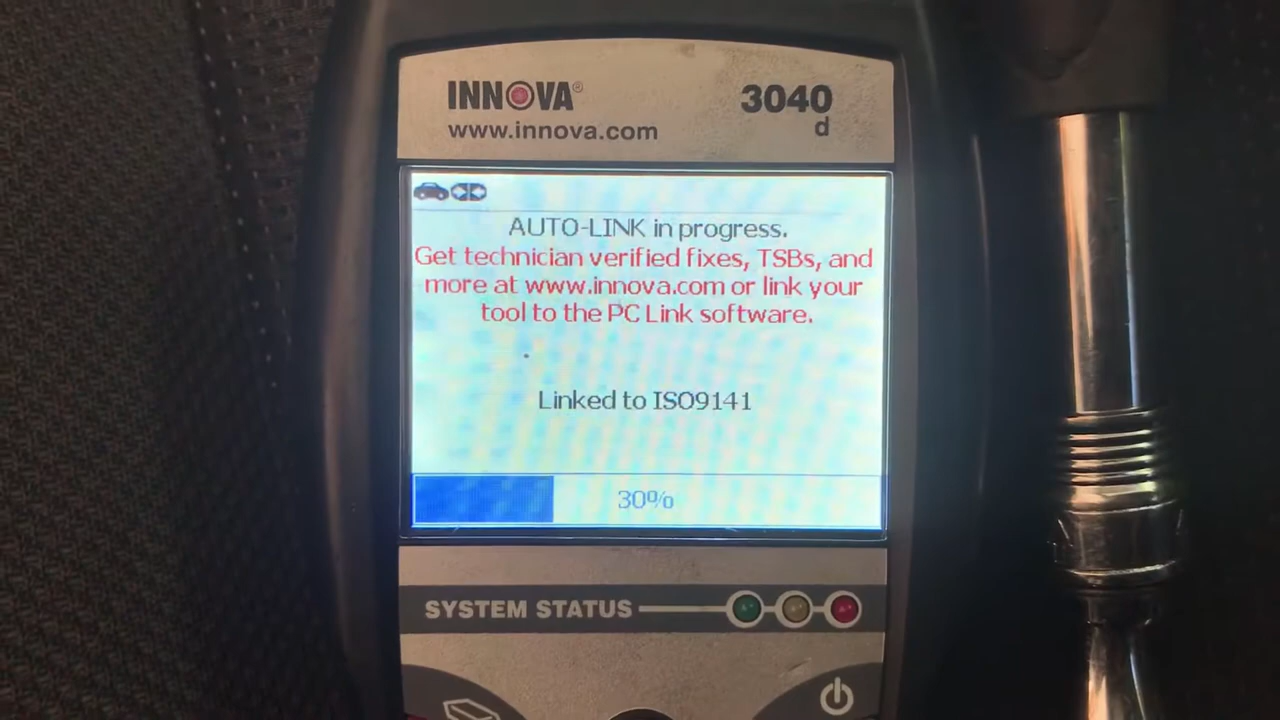 INNOVA®
www.innova.com
3040
d
AUTO-LINK in progress.
Get technician verified fixes, TSBs, and
more at www.innova.com or link your
tool to the PC Link software.
Linked to ISO9141
30%
SYSTEM STATUS